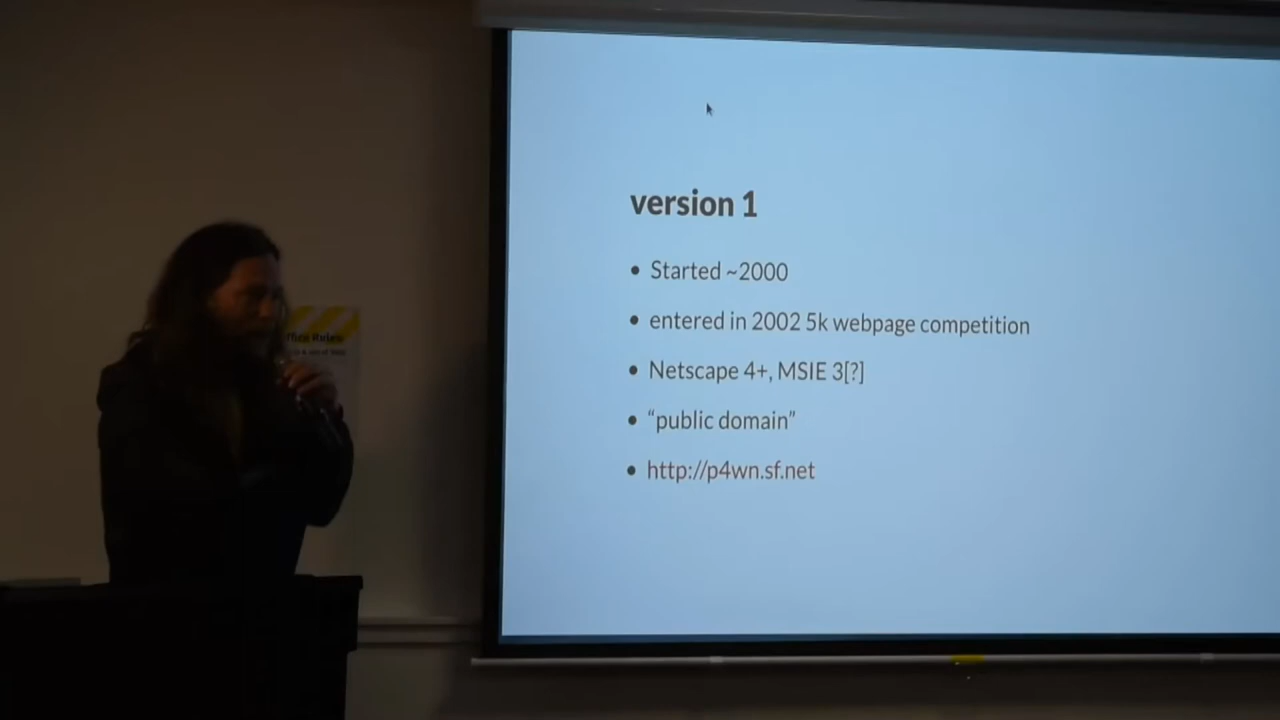 version 1
• Started ~2000
• entered in 2002 5k webpage competition
• Netscape 4+, MSIE 3[?]
• “public domain”
• http://p4wn.sf.net
Rules